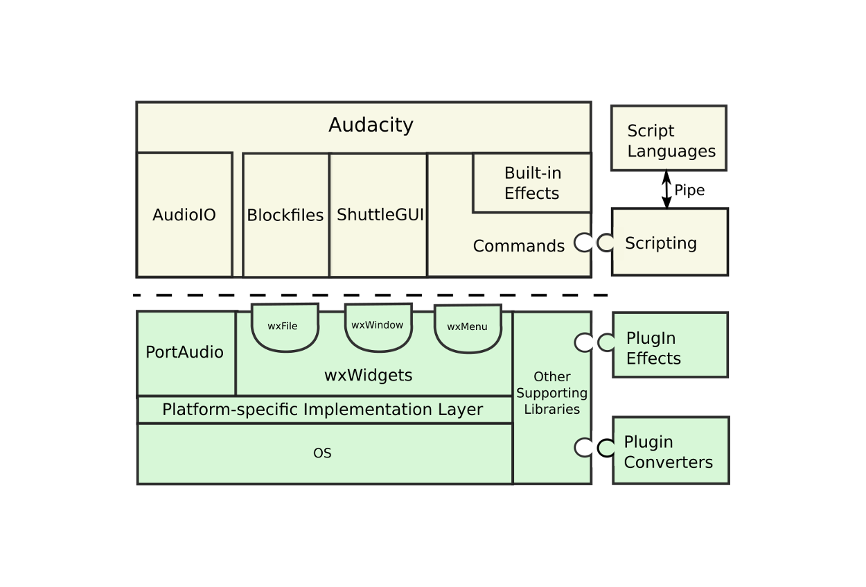 Audacity
Script
Languages
Built-in
Effects
Pipe
AudioIO
Blockfiles
ShuttleGUI
Commands
Scripting
wxFile
wxWindow
wxMenu
PortAudio
wxWidgets
PlugIn
Effects
Other
Supporting
Libraries
Platform-specific Implementation Layer
OS
Plugin
Converters